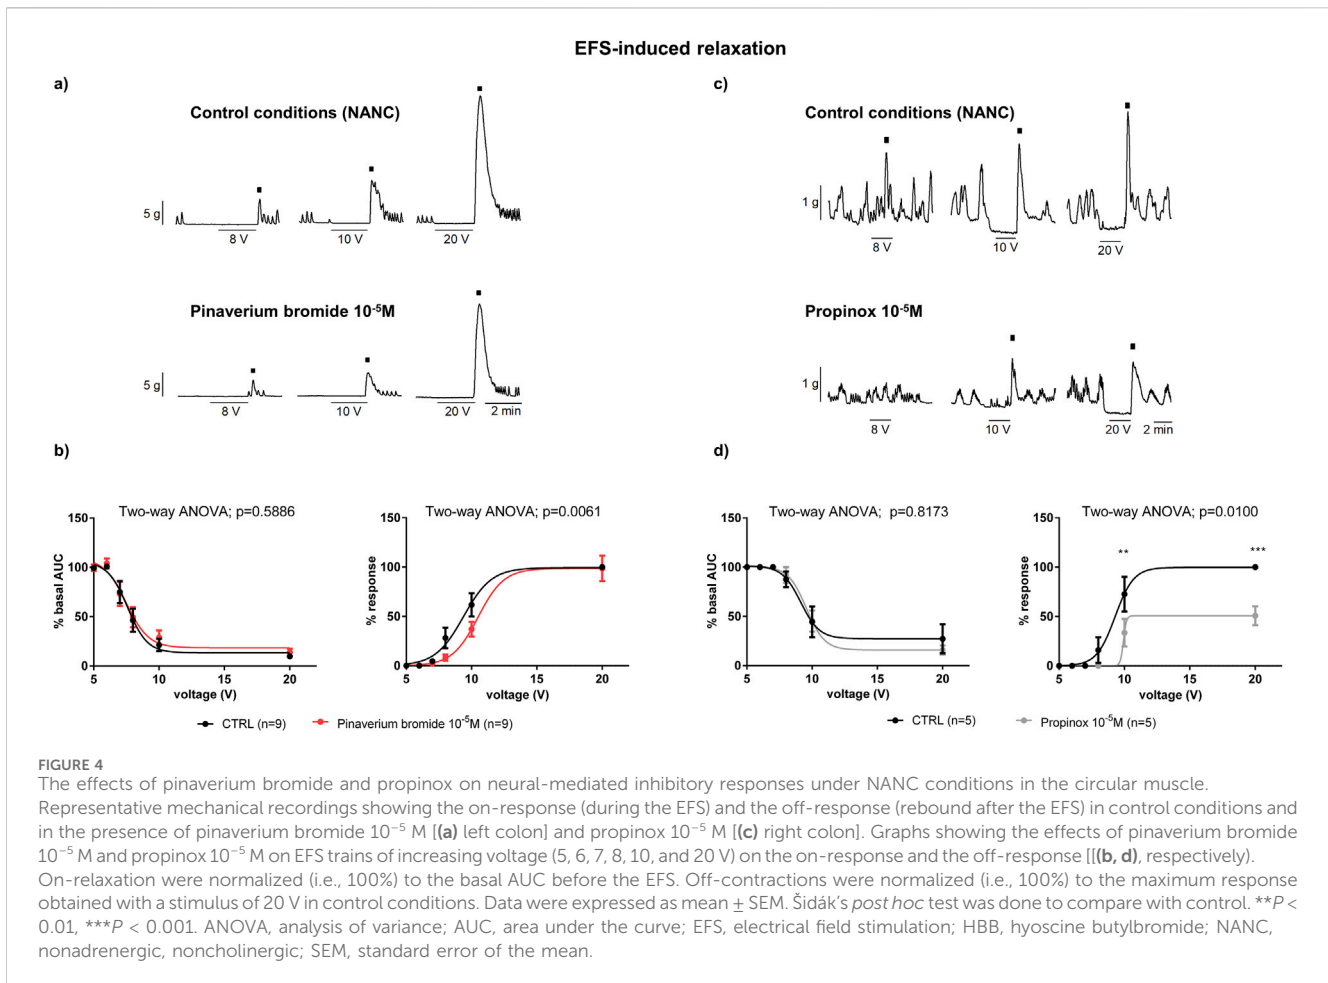 EFS-induced relaxation
a)
Control conditions (NANC)
5 g
8 V
10 V
20 V
Pinaverium bromide 10⁻⁵M
5 g
8 V
10 V
20 V
2 min
c)
Control conditions (NANC)
1 g
8 V
10 V
20 V
Propinox 10⁻⁵M
1 g
8 V
10 V
20 V
2 min
b)
Two-way ANOVA; p=0.5886
% basal AUC
150
100
50
0
5
10
15
20
voltage (V)
Two-way ANOVA; p=0.0061
% response
150
100
50
0
5
10
15
20
voltage (V)
CTRL (n=9)
Pinaverium bromide 10⁻⁵M (n=9)
d)
Two-way ANOVA; p=0.8173
% basal AUC
150
100
50
0
5
10
15
20
voltage (V)
Two-way ANOVA; p=0.0100
% response
150
100
50
0
**
***
5
10
15
20
voltage (V)
CTRL (n=5)
Propinox 10⁻⁵M (n=5)
FIGURE 4
The effects of pinaverium bromide and propinox on neural-mediated inhibitory responses under NANC conditions in the circular muscle.
Representative mechanical recordings showing the on-response (during the EFS) and the off-response (rebound after the EFS) in control conditions and
in the presence of pinaverium bromide 10⁻⁵ M [(a) left colon] and propinox 10⁻⁵ M [(c) right colon]. Graphs showing the effects of pinaverium bromide
10⁻⁵ M and propinox 10⁻⁵ M on EFS trains of increasing voltage (5, 6, 7, 8, 10, and 20 V) on the on-response and the off-response [[(b, d), respectively).
On-relaxation were normalized (i.e., 100%) to the basal AUC before the EFS. Off-contractions were normalized (i.e., 100%) to the maximum response
obtained with a stimulus of 20 V in control conditions. Data were expressed as mean ± SEM. Šidák's post hoc test was done to compare with control. **P <
0.01, ***P < 0.001. ANOVA, analysis of variance; AUC, area under the curve; EFS, electrical field stimulation; HBB, hyoscine butylbromide; NANC,
nonadrenergic, noncholinergic; SEM, standard error of the mean.